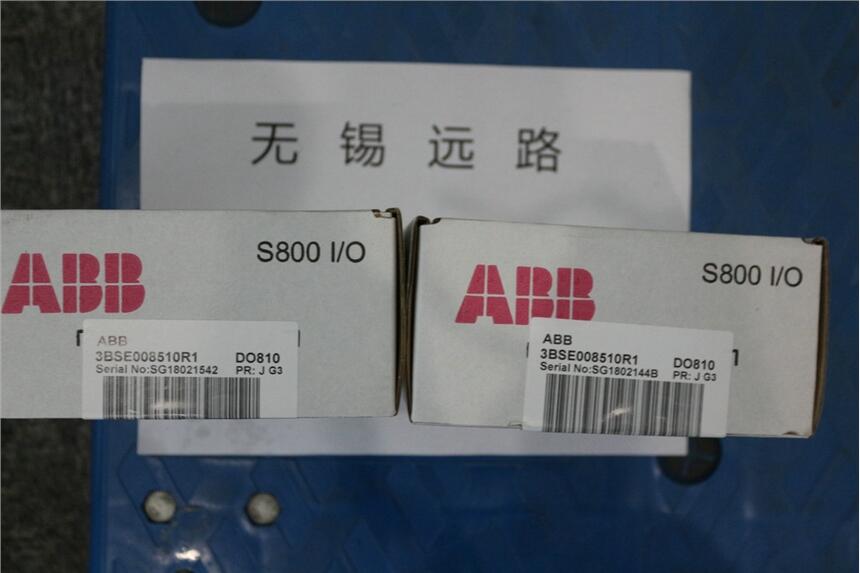 无锡远路
ABB
S800 I/O
ABB
3BSE008510R1 DO810
Serial No:SG18021542 PR: J G3
ABB
S800 I/O
ABB
3BSE008510R1 DO810
Serial No:SG1802144B PR: J G3